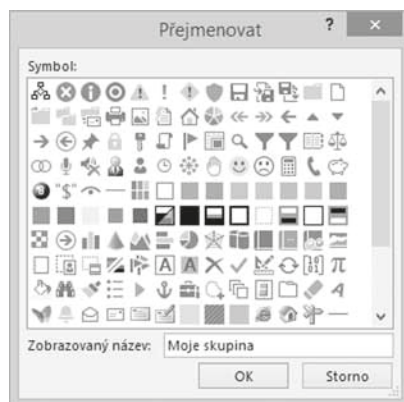 Přejmenovat ? ×
Symbol:
Zobrazovaný název: Moje skupina
OK Storno